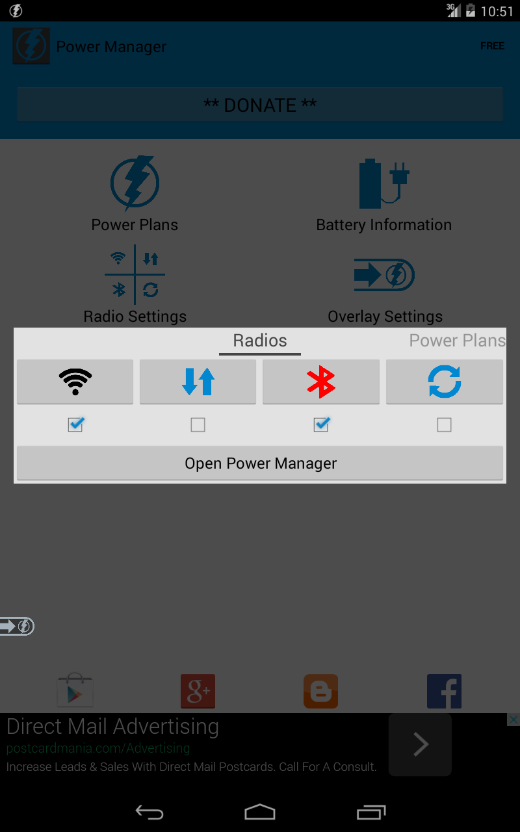 3G
10:51
Power Manager
FREE
** DONATE **
Power Plans
Battery Information
Radio Settings
Overlay Settings
Radios
Power Plans
Open Power Manager
g+
Direct Mail Advertising
postcardmania.com/Advertising
Increase Leads & Sales With Direct Mail Postcards. Call For A Consult.